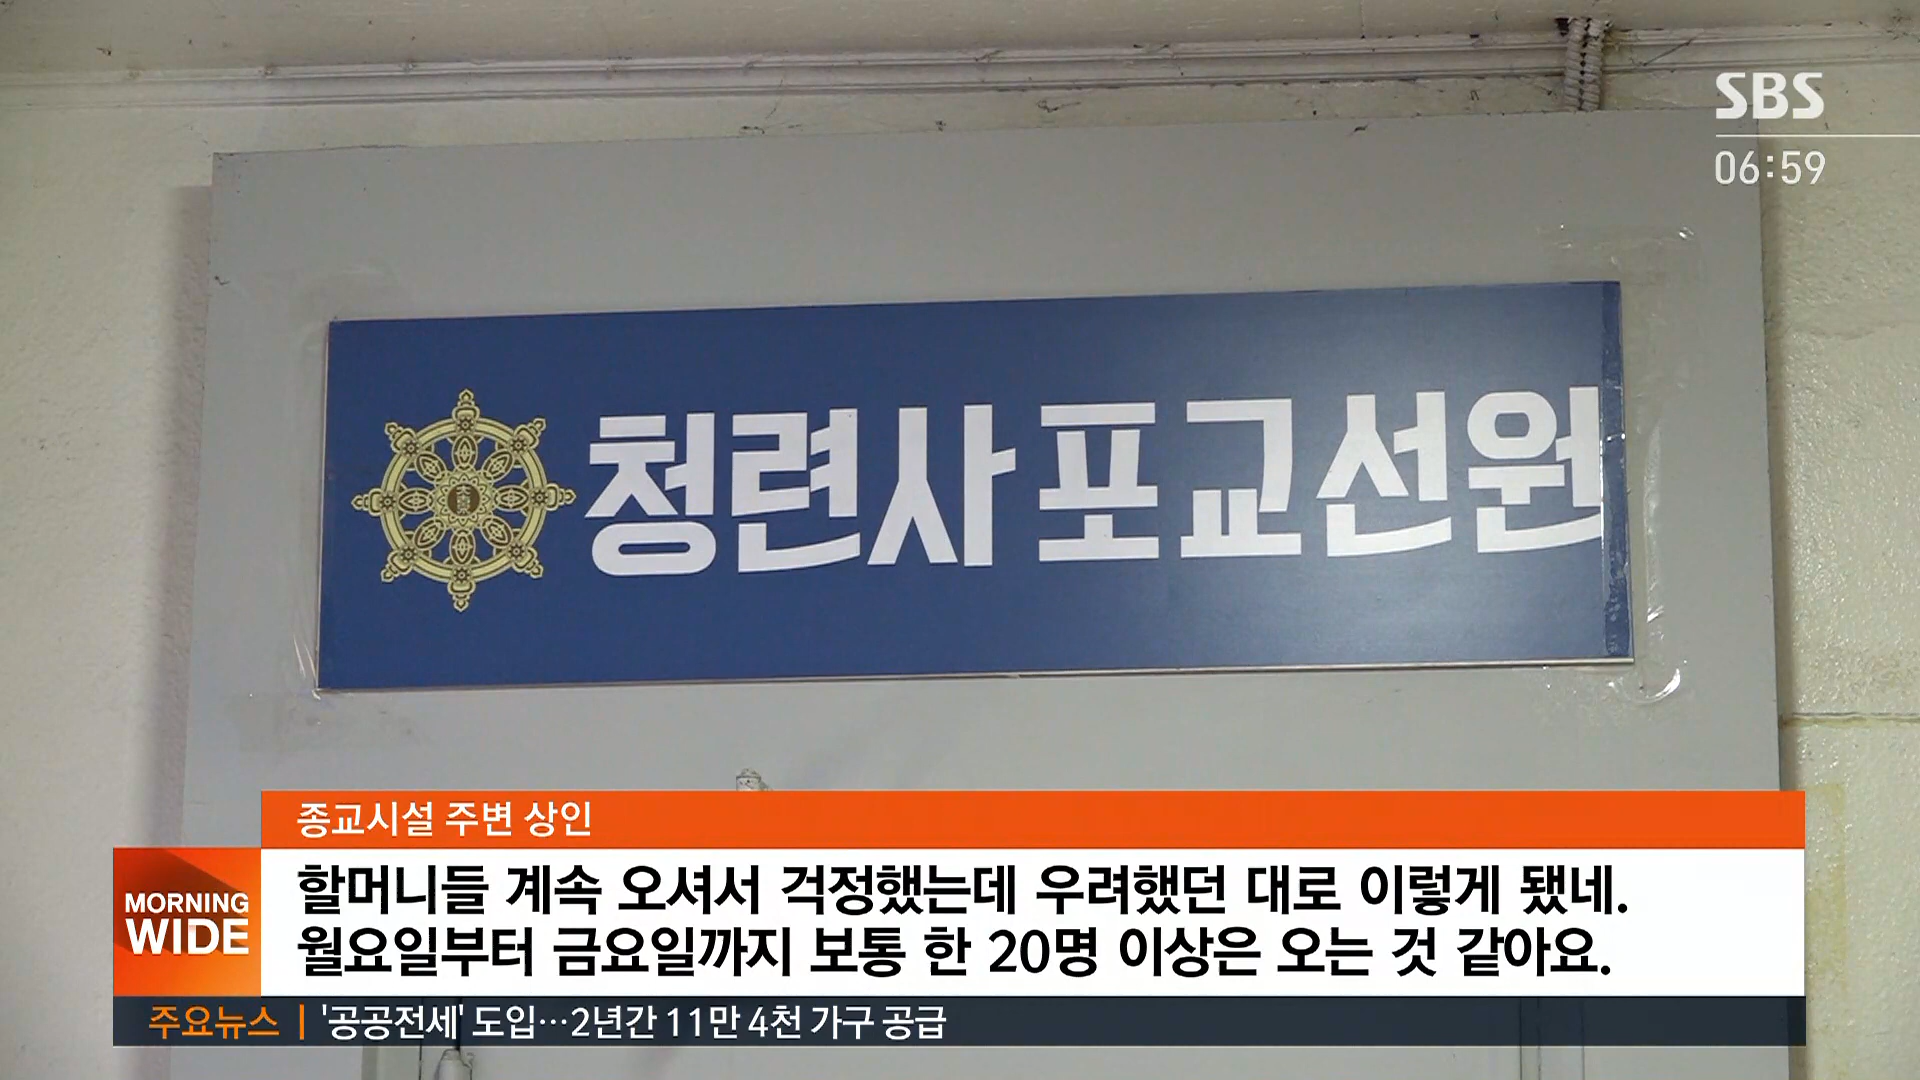 SBS
06:59
청련사 포교선원
종교시설 주변 상인
할머니들 계속 오셔서 걱정했는데 우려했던 대로 이렇게 됐네.
월요일부터 금요일까지 보통 한 20명 이상은 오는 것 같아요.
MORNING
WIDE
주요뉴스 | '공공전세' 도입…2년간 11만 4천 가구 공급